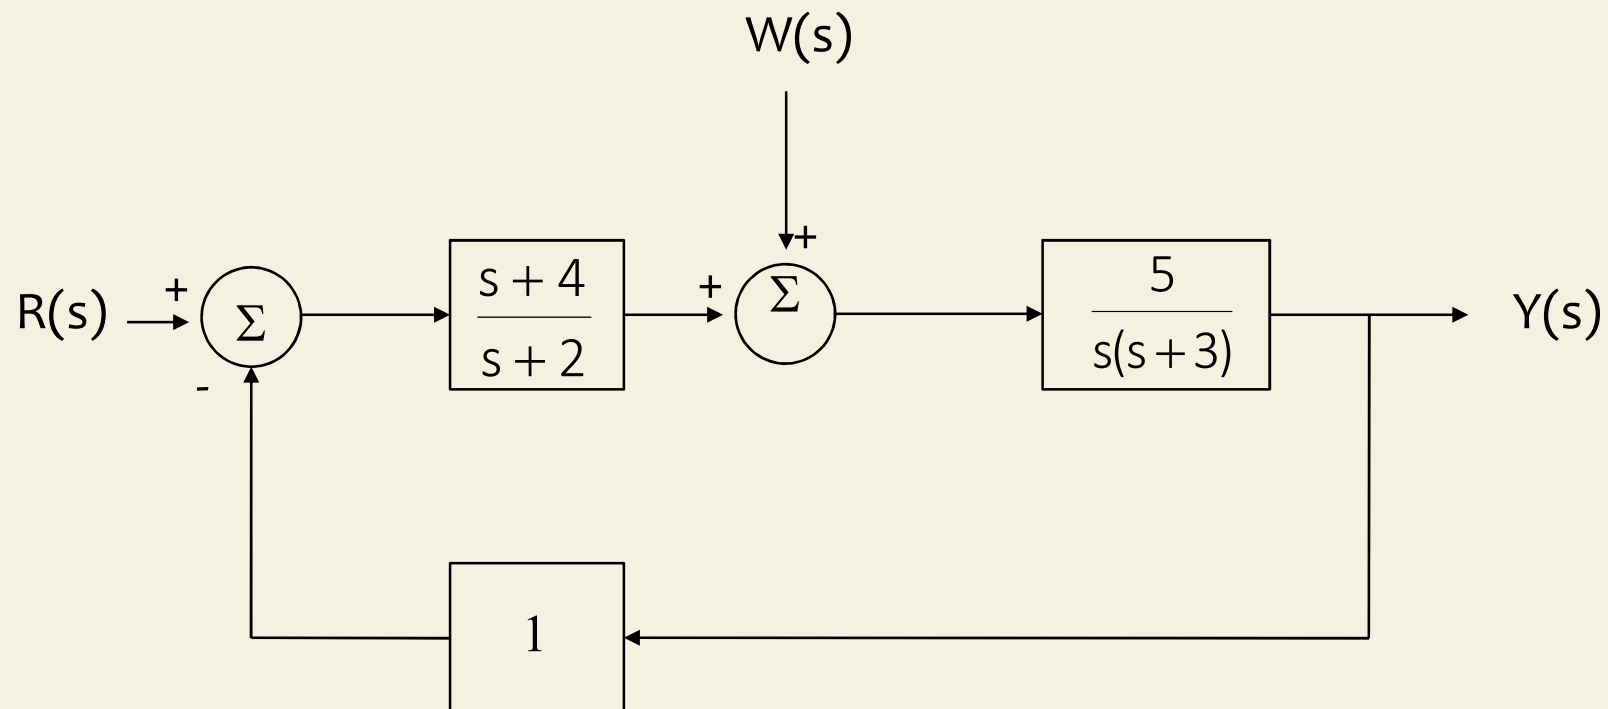 W(s)
+
R(s)
+
Σ
-
s + 4
s + 2
+
Σ
5
s(s + 3)
Y(s)
1